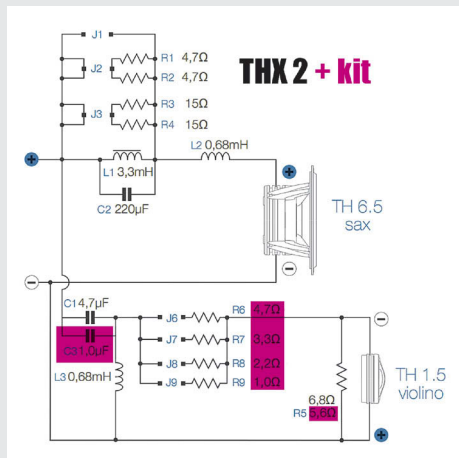 J1
R1 4,7Ω
J2
R2 4,7Ω
THX 2 + kit
R3 15Ω
J3
R4 15Ω
L2 0,68mH
+
L1 3,3mH
+
C2 220µF
TH 6.5
sax
−
−
C1 4,7µF
J6
R6 4,7Ω
−
C3 1,0µF
J7
R7 3,3Ω
J8
R8 2,2Ω
L3 0,68mH
J9
R9 1,0Ω
TH 1.5
violino
6,8Ω
R5 5,6Ω
+